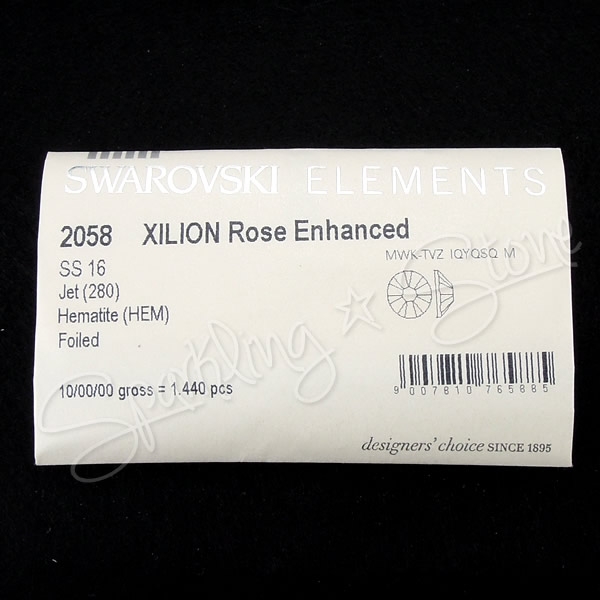 SWAROVSKI ELEMENTS
2058 XILION Rose Enhanced
MWK-TVZ IQYQSQ M
SS 16
Jet (280)
Hematite (HEM)
Foiled
10/00/00 gross = 1.440 pcs
9 007810 765885
designers' choice SINCE 1895
Sparkling ☆ Stone